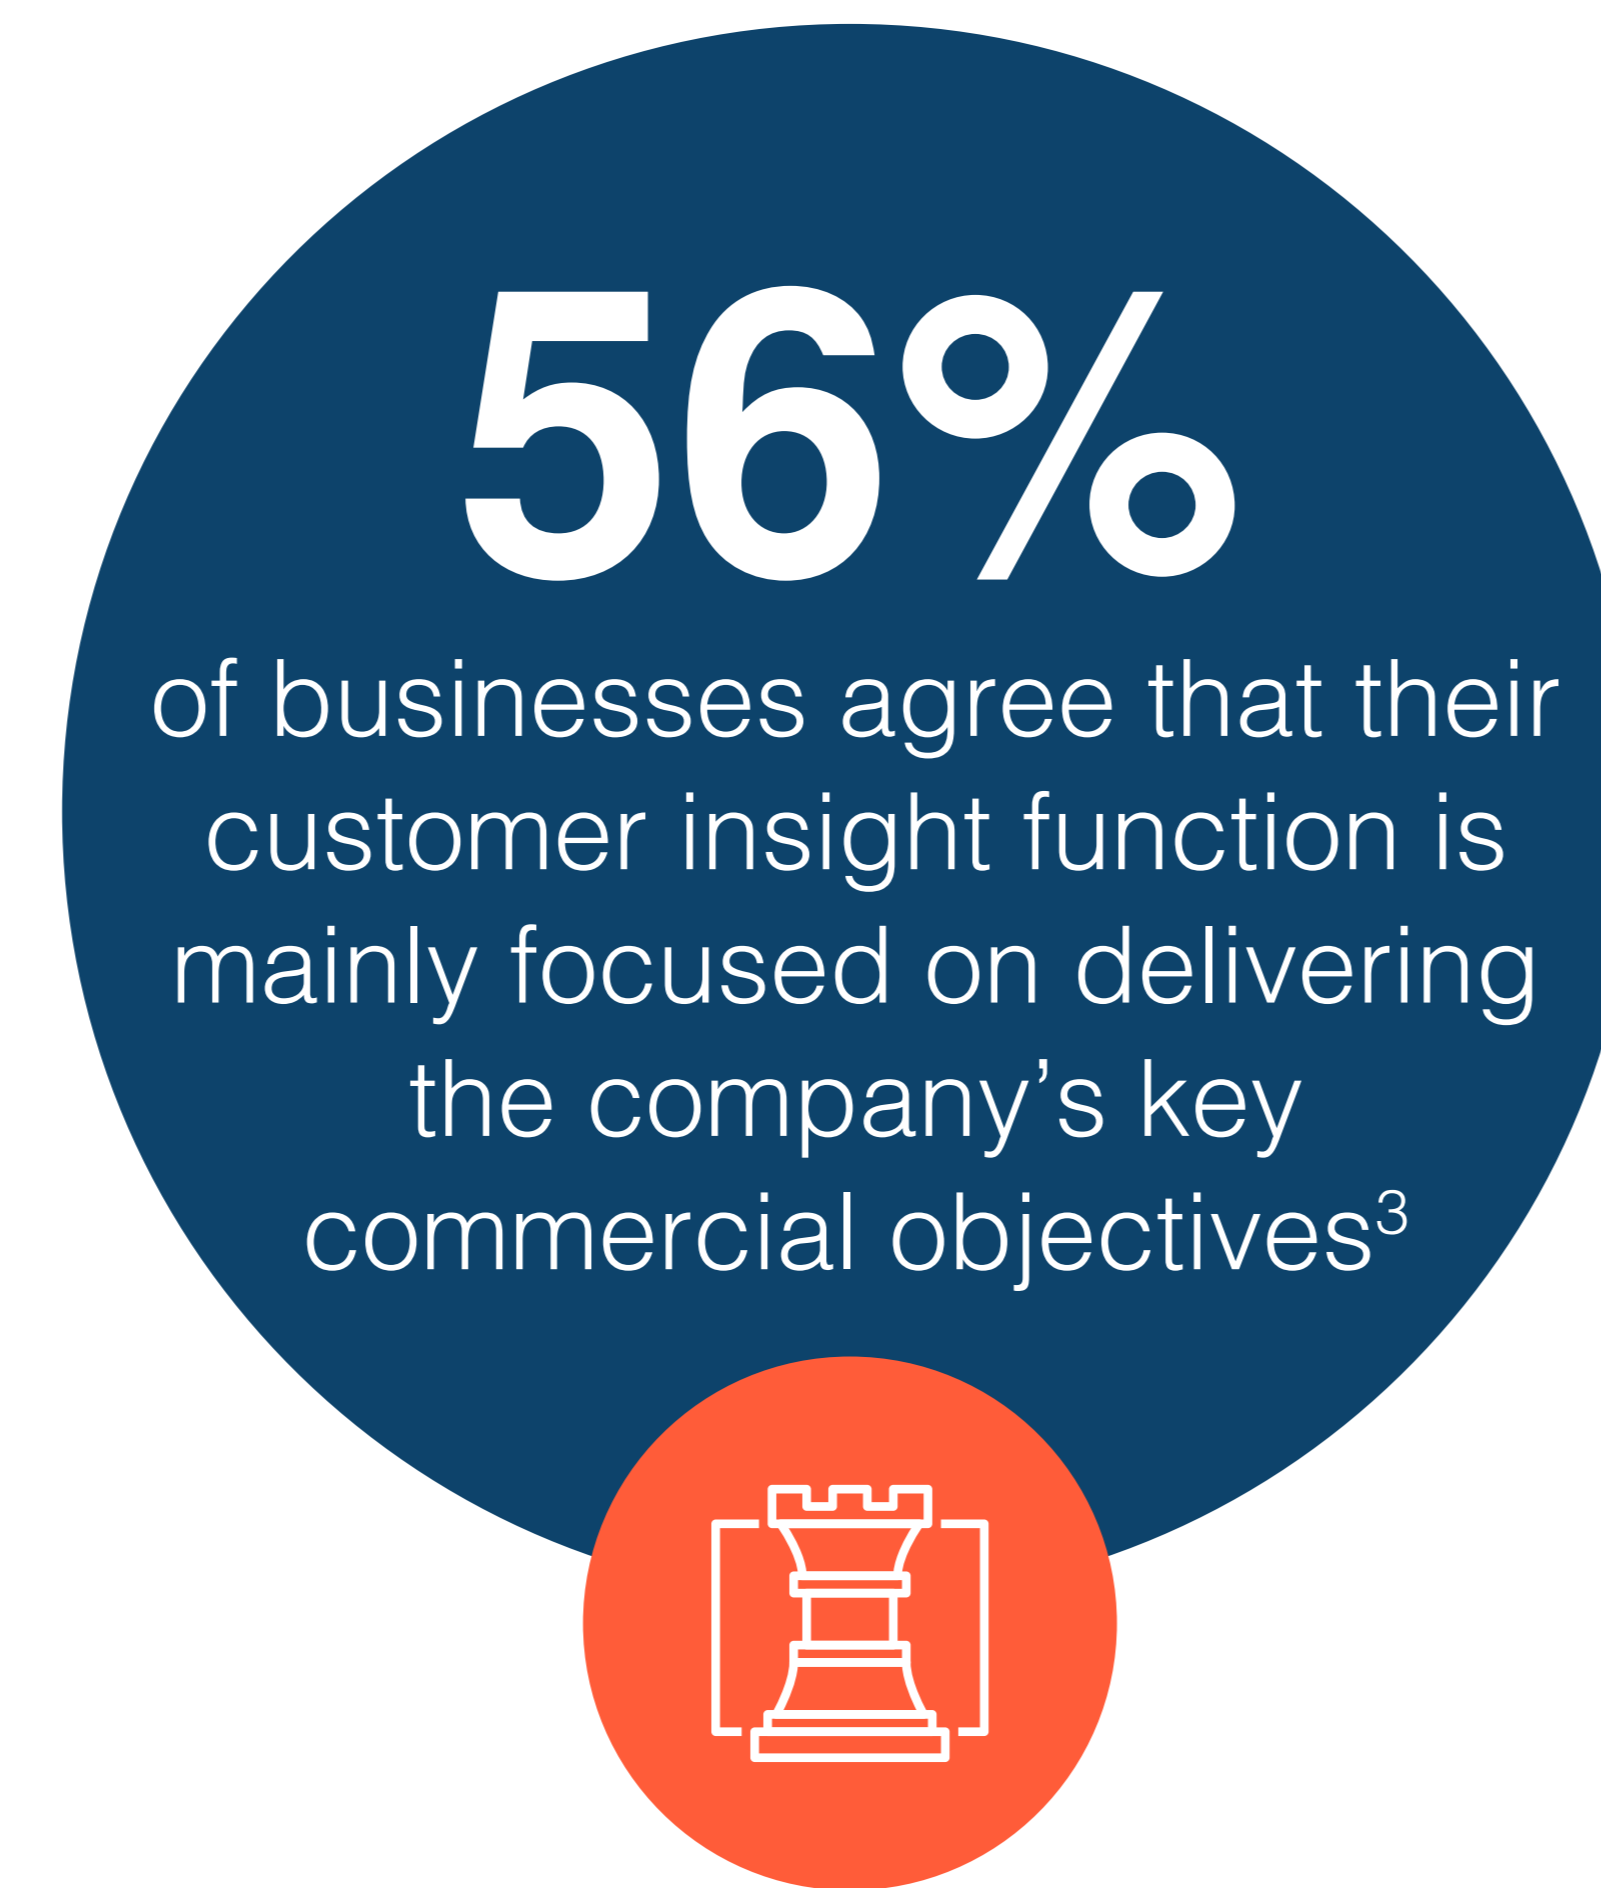 56%
of businesses agree that their
customer insight function is
mainly focused on delivering
the company’s key
commercial objectives³